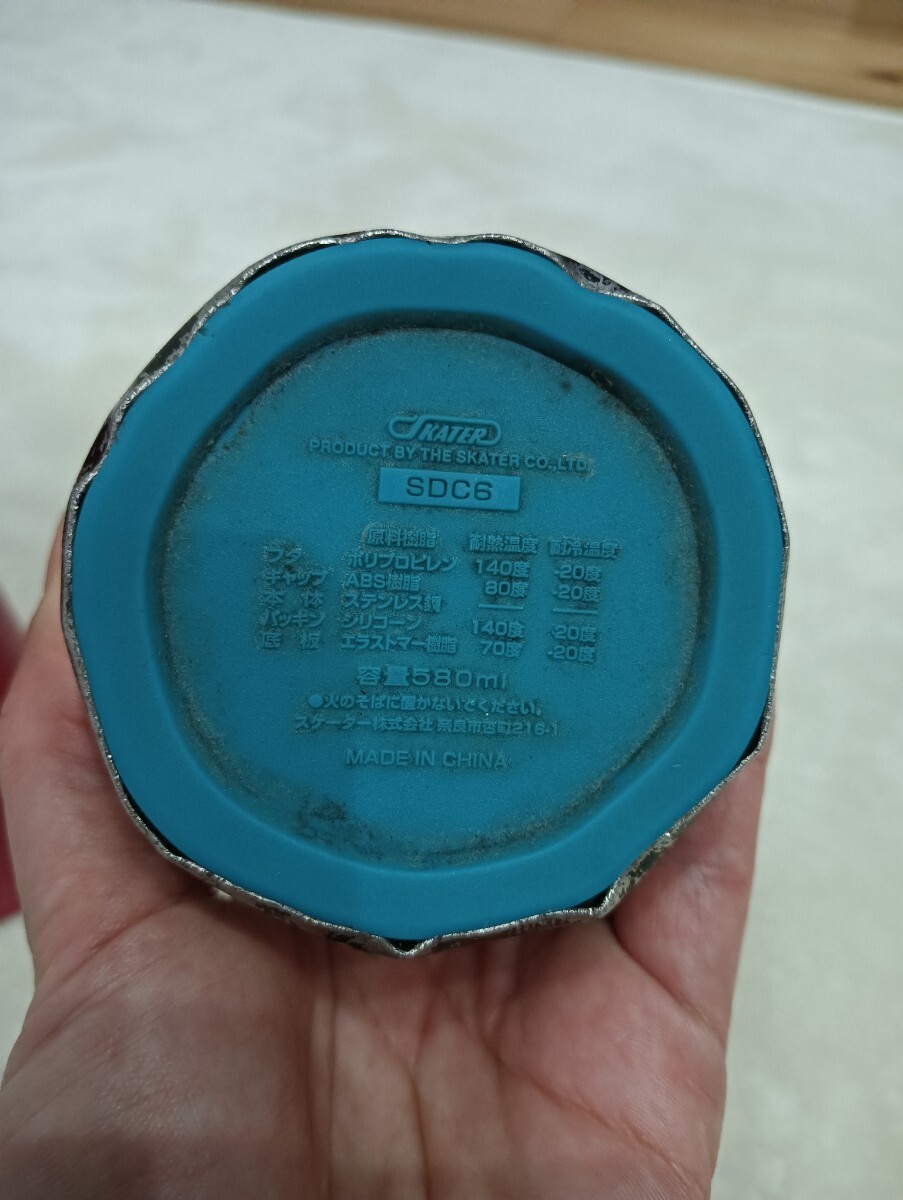 SKATER
PRODUCT BY THE SKATER CO.,LTD.
SDC6
原料樹脂 耐熱温度 耐冷温度
フタ ポリプロピレン 140度 -20度
キャップ ABS樹脂 80度 -20度
本体 ステンレス鋼
パッキン シリコーン 140度 -20度
底板 エラストマー樹脂 70度 -20度
容量580ml
●火のそばに置かないでください。
スケーター株式会社 奈良市杏町216-1
MADE IN CHINA